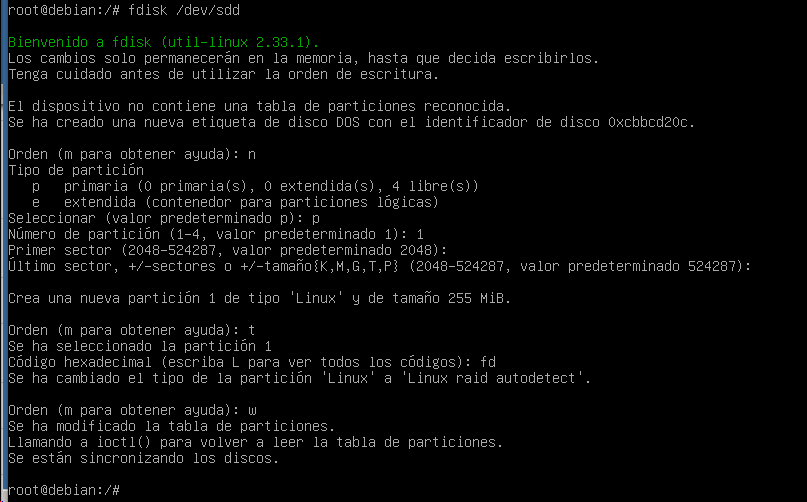 root@debian:/# fdisk /dev/sdd
Bienvenido a fdisk (util-linux 2.33.1).
Los cambios solo permanecerán en la memoria, hasta que decida escribirlos.
Tenga cuidado antes de utilizar la orden de escritura.
El dispositivo no contiene una tabla de particiones reconocida.
Se ha creado una nueva etiqueta de disco DOS con el identificador de disco 0xcbbcd20c.
Orden (m para obtener ayuda): n
Tipo de partición
p   primaria (0 primaria(s), 0 extendida(s), 4 libre(s))
e   extendida (contenedor para particiones lógicas)
Seleccionar (valor predeterminado p): p
Número de partición (1-4, valor predeterminado 1): 1
Primer sector (2048-524287, valor predeterminado 2048):
Último sector, +/-sectores o +/-tamaño{K,M,G,T,P} (2048-524287, valor predeterminado 524287):
Crea una nueva partición 1 de tipo 'Linux' y de tamaño 255 MiB.
Orden (m para obtener ayuda): t
Se ha seleccionado la partición 1
Código hexadecimal (escriba L para ver todos los códigos): fd
Se ha cambiado el tipo de la partición 'Linux' a 'Linux raid autodetect'.
Orden (m para obtener ayuda): w
Se ha modificado la tabla de particiones.
Llamando a ioctl() para volver a leer la tabla de particiones.
Se están sincronizando los discos.
root@debian:/#